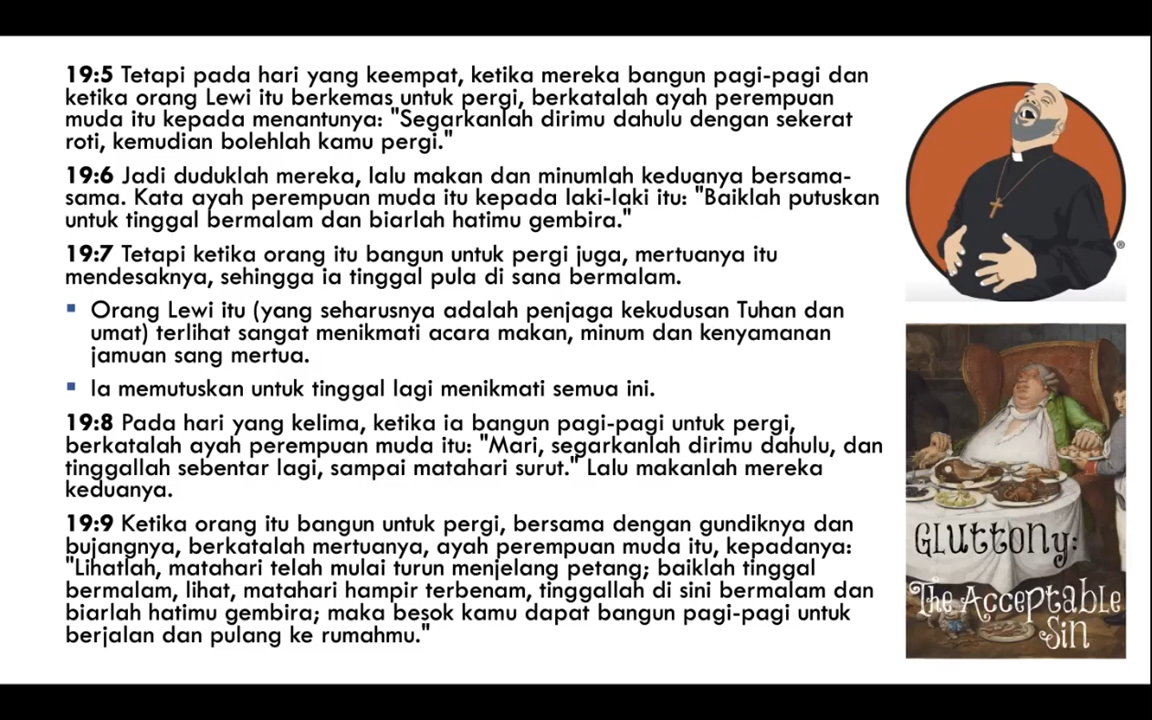 19:5 Tetapi pada hari yang keempat, ketika mereka bangun pagi-pagi dan
ketika orang Lewi itu berkemas untuk pergi, berkatalah ayah perempuan
muda itu kepada menantunya: "Segarkanlah dirimu dahulu dengan sekerat
roti, kemudian bolehlah kamu pergi."
19:6 Jadi duduklah mereka, lalu makan dan minumlah keduanya bersama-
sama. Kata ayah perempuan muda itu kepada laki-laki itu: "Baiklah putuskan
untuk tinggal bermalam dan biarlah hatimu gembira."
19:7 Tetapi ketika orang itu bangun untuk pergi juga, mertuanya itu
mendesaknya, sehingga ia tinggal pula di sana bermalam.
▪ Orang Lewi itu (yang seharusnya adalah penjaga kekudusan Tuhan dan
umat) terlihat sangat menikmati acara makan, minum dan kenyamanan
jamuan sang mertua.
▪ Ia memutuskan untuk tinggal lagi menikmati semua ini.
19:8 Pada hari yang kelima, ketika ia bangun pagi-pagi untuk pergi,
berkatalah ayah perempuan muda itu: "Mari, segarkanlah dirimu dahulu, dan
tinggallah sebentar lagi, sampai matahari surut." Lalu makanlah mereka
keduanya.
19:9 Ketika orang itu bangun untuk pergi, bersama dengan gundiknya dan
bujangnya, berkatalah mertuanya, ayah perempuan muda itu, kepadanya:
"Lihatlah, matahari telah mulai turun menjelang petang; baiklah tinggal
bermalam, lihat, matahari hampir terbenam, tinggallah di sini bermalam dan
biarlah hatimu gembira; maka besok kamu dapat bangun pagi-pagi untuk
berjalan dan pulang ke rumahmu."
®
Gluttony:
The Acceptable
Sin